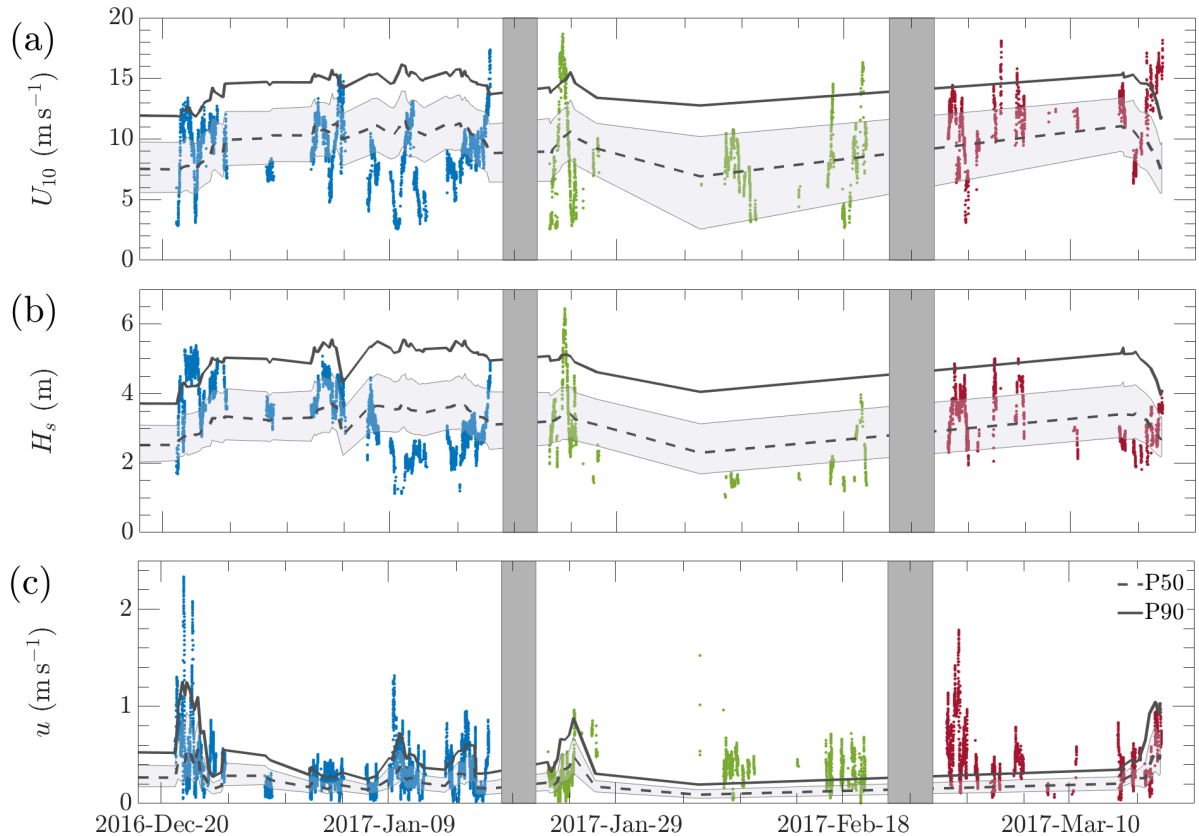 (a)
U10 (m s−1)
20
15
10
5
0
(b)
Hs (m)
6
4
2
0
(c)
u (m s−1)
2
1
0
P50
P90
2016-Dec-20 2017-Jan-09 2017-Jan-29 2017-Feb-18 2017-Mar-10